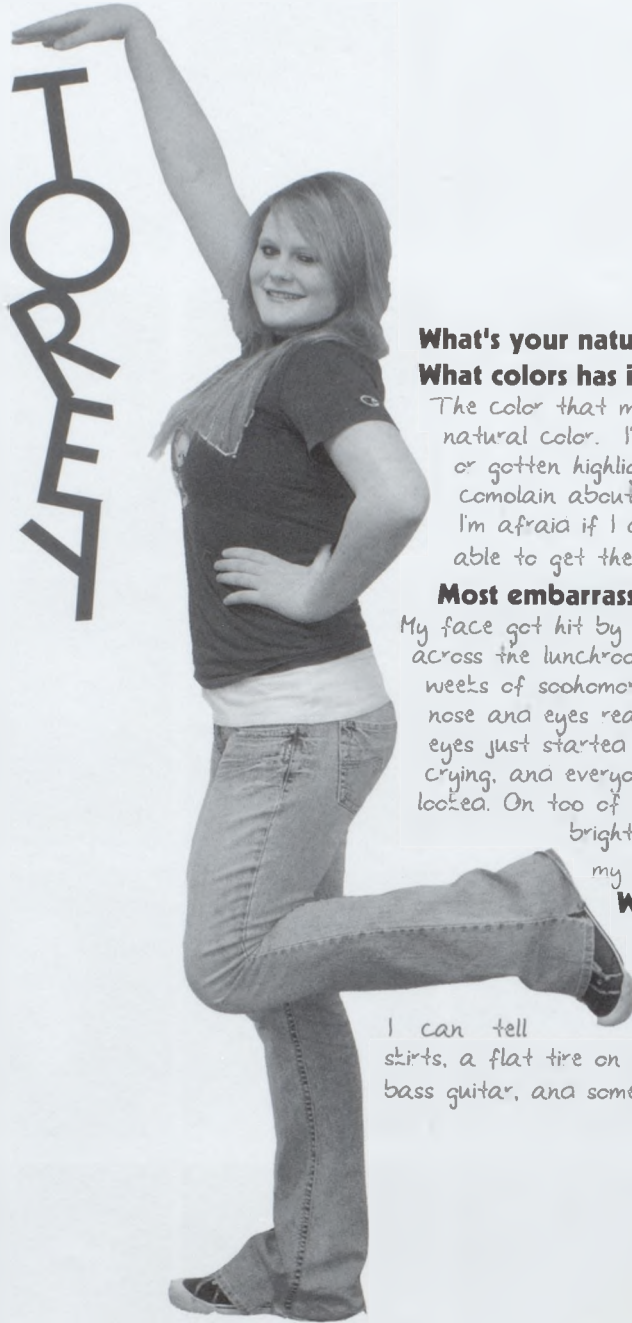 TOREY
What's your natu
What colors has i
The color that m
natural color. I'
or gotten highlig
complain about
I'm afraid if I c
able to get the
Most embarrass
My face got hit by
across the lunchroo
weeks of sophomor
nose and eyes rea
eyes just started
crying, and everyo
looked. On top of
bright
my
W
I can tell
skirts, a flat tire on
bass guitar, and some